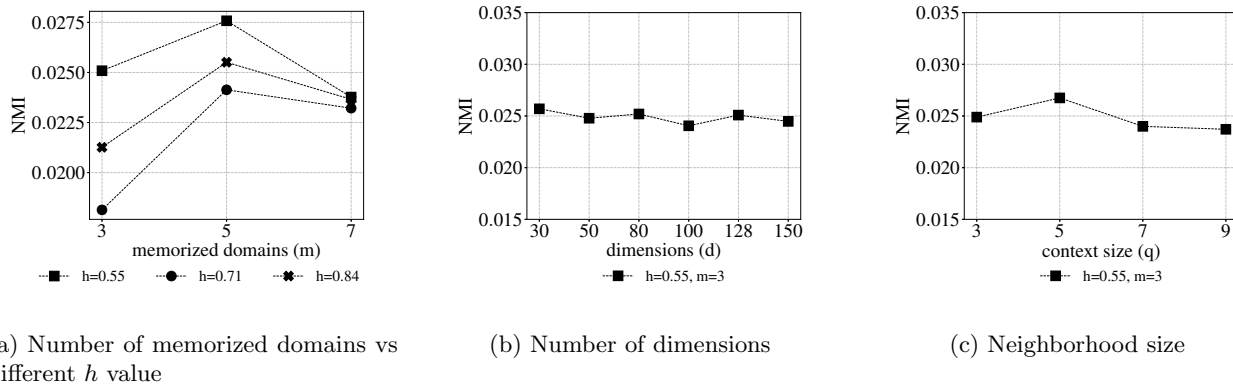 0.0275
0.0250
0.0225
0.0200
NMI
3 5 7
memorized domains (m)
h=0.55 h=0.71 h=0.84
0.035
0.030
0.025
0.020
0.015
NMI
30 50 80 100 128 150
dimensions (d)
h=0.55, m=3
0.035
0.030
0.025
0.020
0.015
NMI
3 5 7 9
context size (q)
h=0.55, m=3
a) Number of memorized domains vs
ifferent h value
(b) Number of dimensions
(c) Neighborhood size